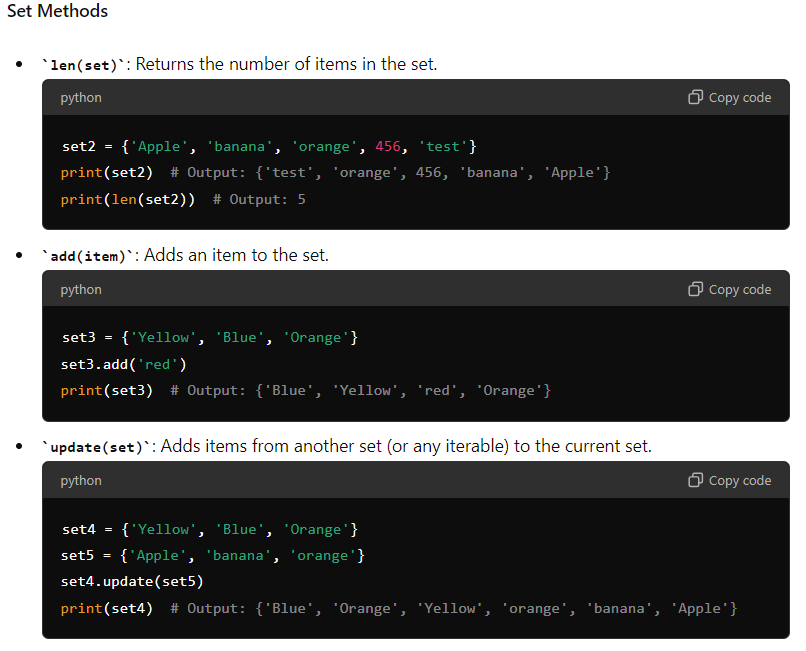 Set Methods
• `len(set)`: Returns the number of items in the set.
python Copy code
set2 = {'Apple', 'banana', 'orange', 456, 'test'}
print(set2)  # Output: {'test', 'orange', 456, 'banana', 'Apple'}
print(len(set2))  # Output: 5
• `add(item)`: Adds an item to the set.
python Copy code
set3 = {'Yellow', 'Blue', 'Orange'}
set3.add('red')
print(set3)  # Output: {'Blue', 'Yellow', 'red', 'Orange'}
• `update(set)`: Adds items from another set (or any iterable) to the current set.
python Copy code
set4 = {'Yellow', 'Blue', 'Orange'}
set5 = {'Apple', 'banana', 'orange'}
set4.update(set5)
print(set4)  # Output: {'Blue', 'Orange', 'Yellow', 'orange', 'banana', 'Apple'}